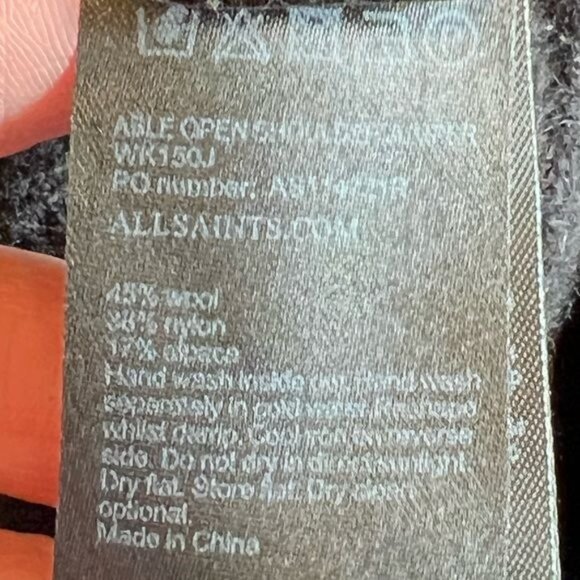 ABLE OPEN SHOULDER JUMPER
WK150J
PO number:
ALLSAINTS.COM
45% wool
38% nylon
17% alpaca
Hand wash inside out. Hand wash
separately in cold water. Reshape
whilst damp. Cool iron on reverse
side. Do not dry in direct sunlight.
Dry flat. Store flat. Dry clean
optional.
Made in China